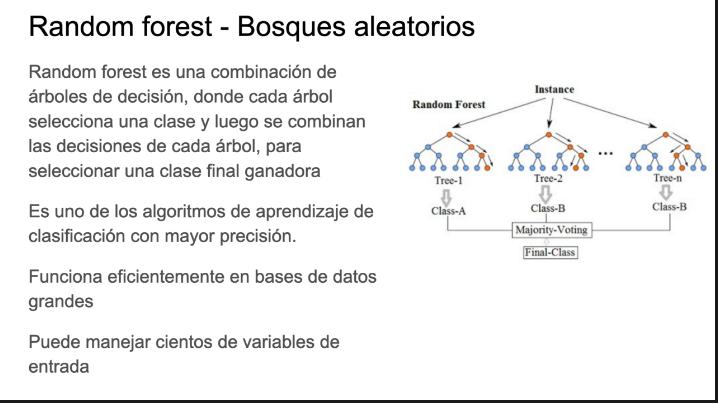 Random forest - Bosques aleatorios
Random forest es una combinación de
árboles de decisión, donde cada árbol
selecciona una clase y luego se combinan
las decisiones de cada árbol, para
seleccionar una clase final ganadora
Es uno de los algoritmos de aprendizaje de
clasificación con mayor precisión.
Funciona eficientemente en bases de datos
grandes
Puede manejar cientos de variables de
entrada
Instance
Random Forest
...
Tree-1 Tree-2 Tree-n
Class-A Class-B Class-B
Majority-Voting
Final-Class